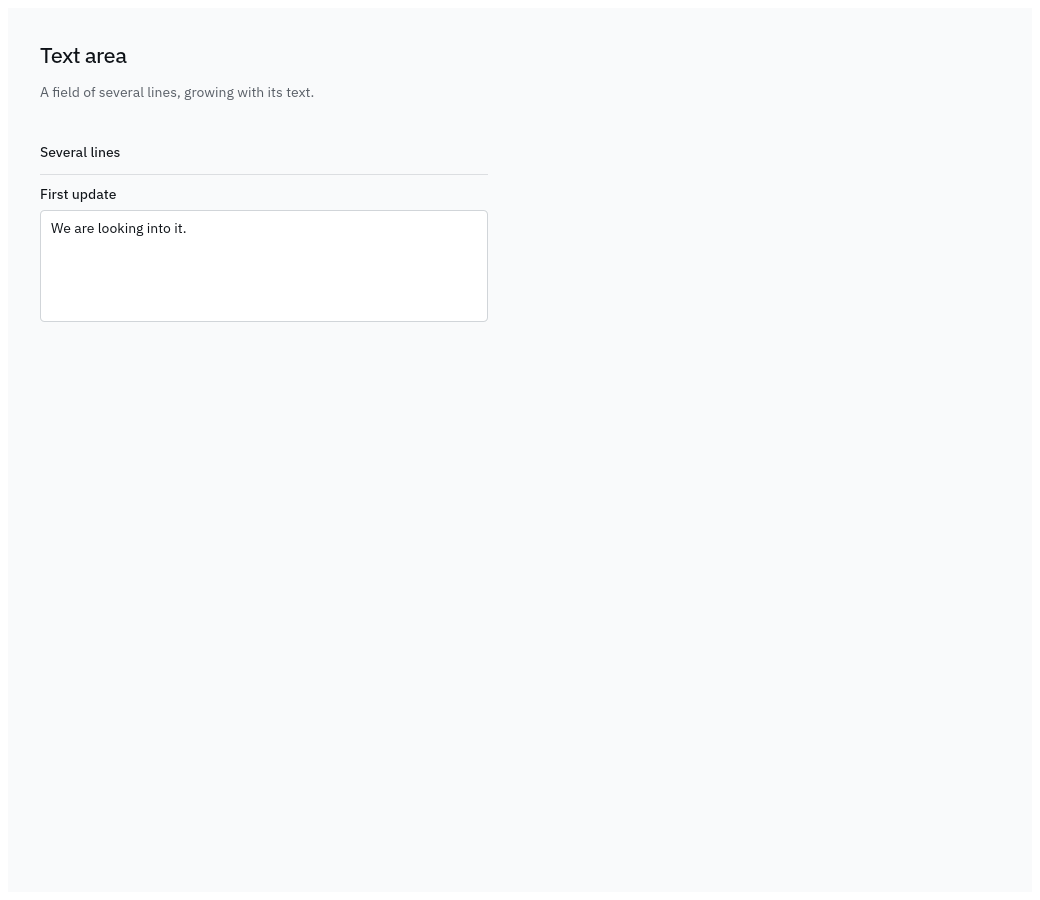 Text area
A field of several lines, growing with its text.
Several lines
First update
We are looking into it.